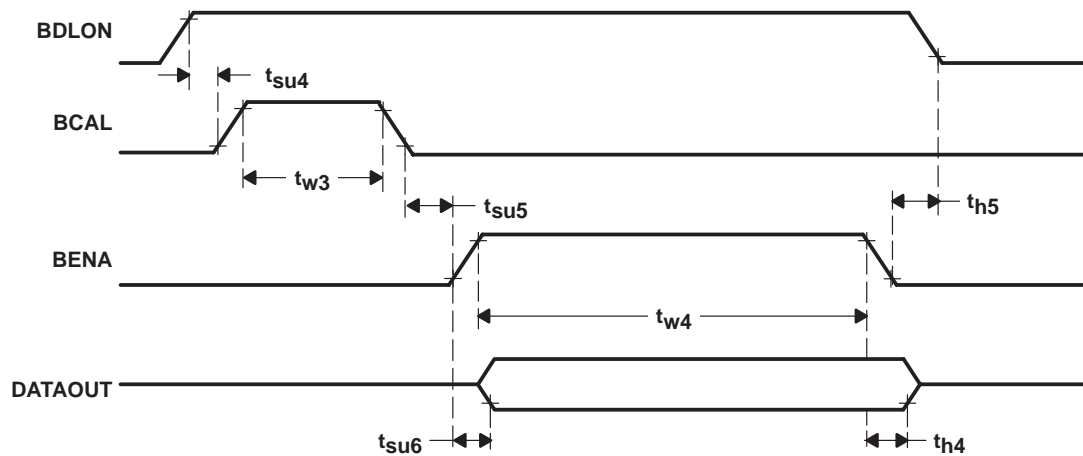 BDLON
tsu4
BCAL
tw3
tsu5
th5
BENA
tw4
DATAOUT
tsu6
th4